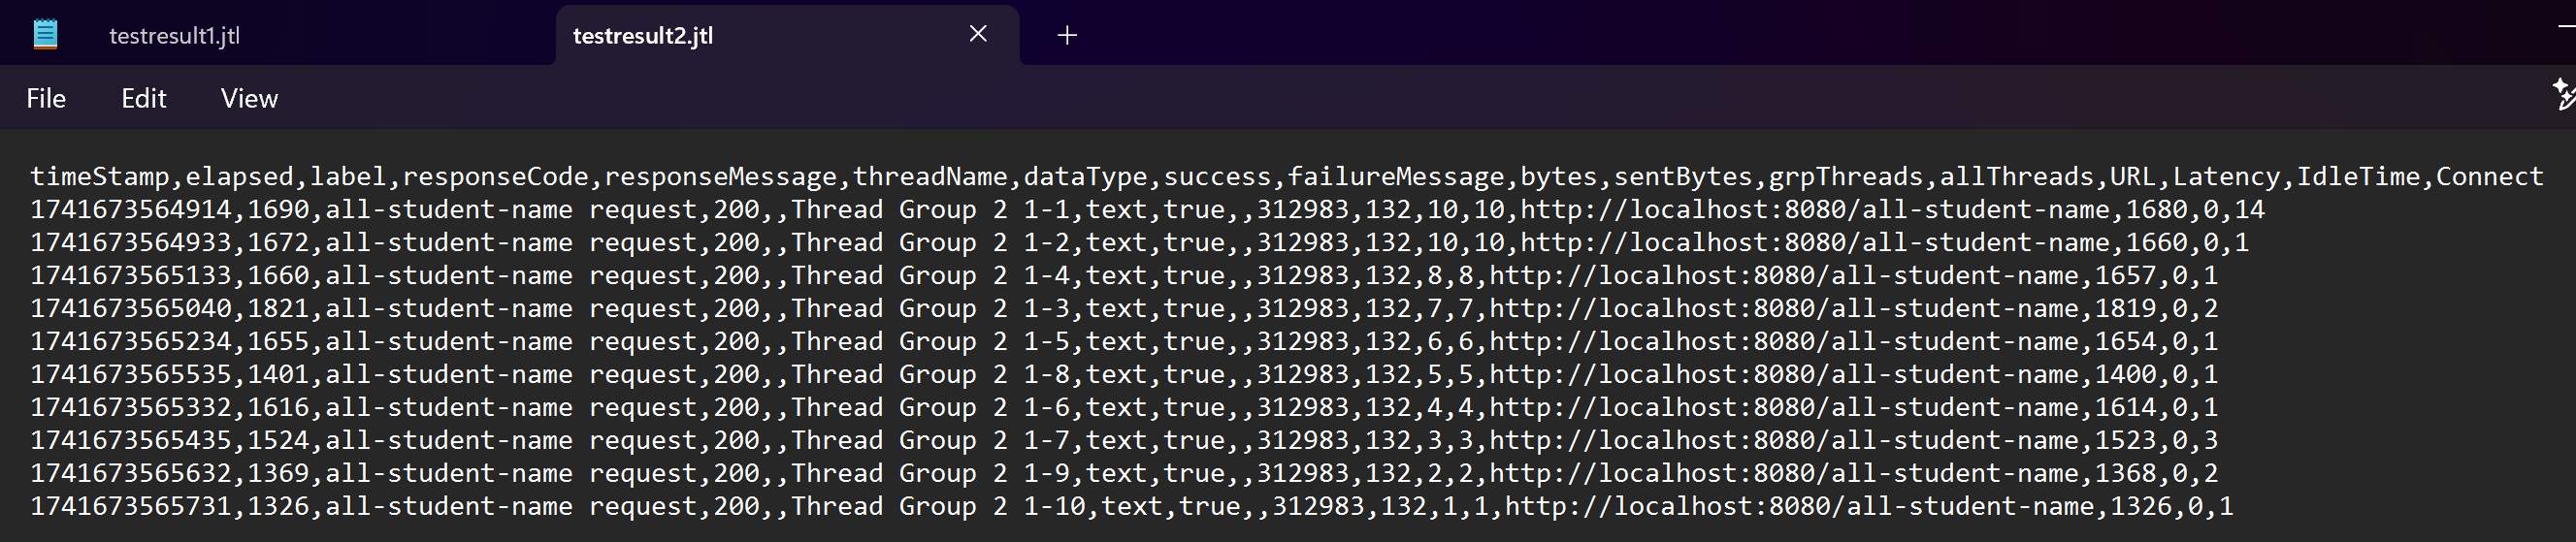 testresult1.jtl
testresult2.jtl
File Edit View
timeStamp,elapsed,label,responseCode,responseMessage,threadName,dataType,success,failureMessage,bytes,sentBytes,grpThreads,allThreads,URL,Latency,IdleTime,Connect
1741673564914,1690,all-student-name request,200,,Thread Group 2 1-1,text,true,,312983,132,10,10,http://localhost:8080/all-student-name,1680,0,14
1741673564933,1672,all-student-name request,200,,Thread Group 2 1-2,text,true,,312983,132,10,10,http://localhost:8080/all-student-name,1660,0,1
1741673565133,1660,all-student-name request,200,,Thread Group 2 1-4,text,true,,312983,132,8,8,http://localhost:8080/all-student-name,1657,0,1
1741673565040,1821,all-student-name request,200,,Thread Group 2 1-3,text,true,,312983,132,7,7,http://localhost:8080/all-student-name,1819,0,2
1741673565234,1655,all-student-name request,200,,Thread Group 2 1-5,text,true,,312983,132,6,6,http://localhost:8080/all-student-name,1654,0,1
1741673565535,1401,all-student-name request,200,,Thread Group 2 1-8,text,true,,312983,132,5,5,http://localhost:8080/all-student-name,1400,0,1
1741673565332,1616,all-student-name request,200,,Thread Group 2 1-6,text,true,,312983,132,4,4,http://localhost:8080/all-student-name,1614,0,1
1741673565435,1524,all-student-name request,200,,Thread Group 2 1-7,text,true,,312983,132,3,3,http://localhost:8080/all-student-name,1523,0,3
1741673565632,1369,all-student-name request,200,,Thread Group 2 1-9,text,true,,312983,132,2,2,http://localhost:8080/all-student-name,1368,0,2
1741673565731,1326,all-student-name request,200,,Thread Group 2 1-10,text,true,,312983,132,1,1,http://localhost:8080/all-student-name,1326,0,1